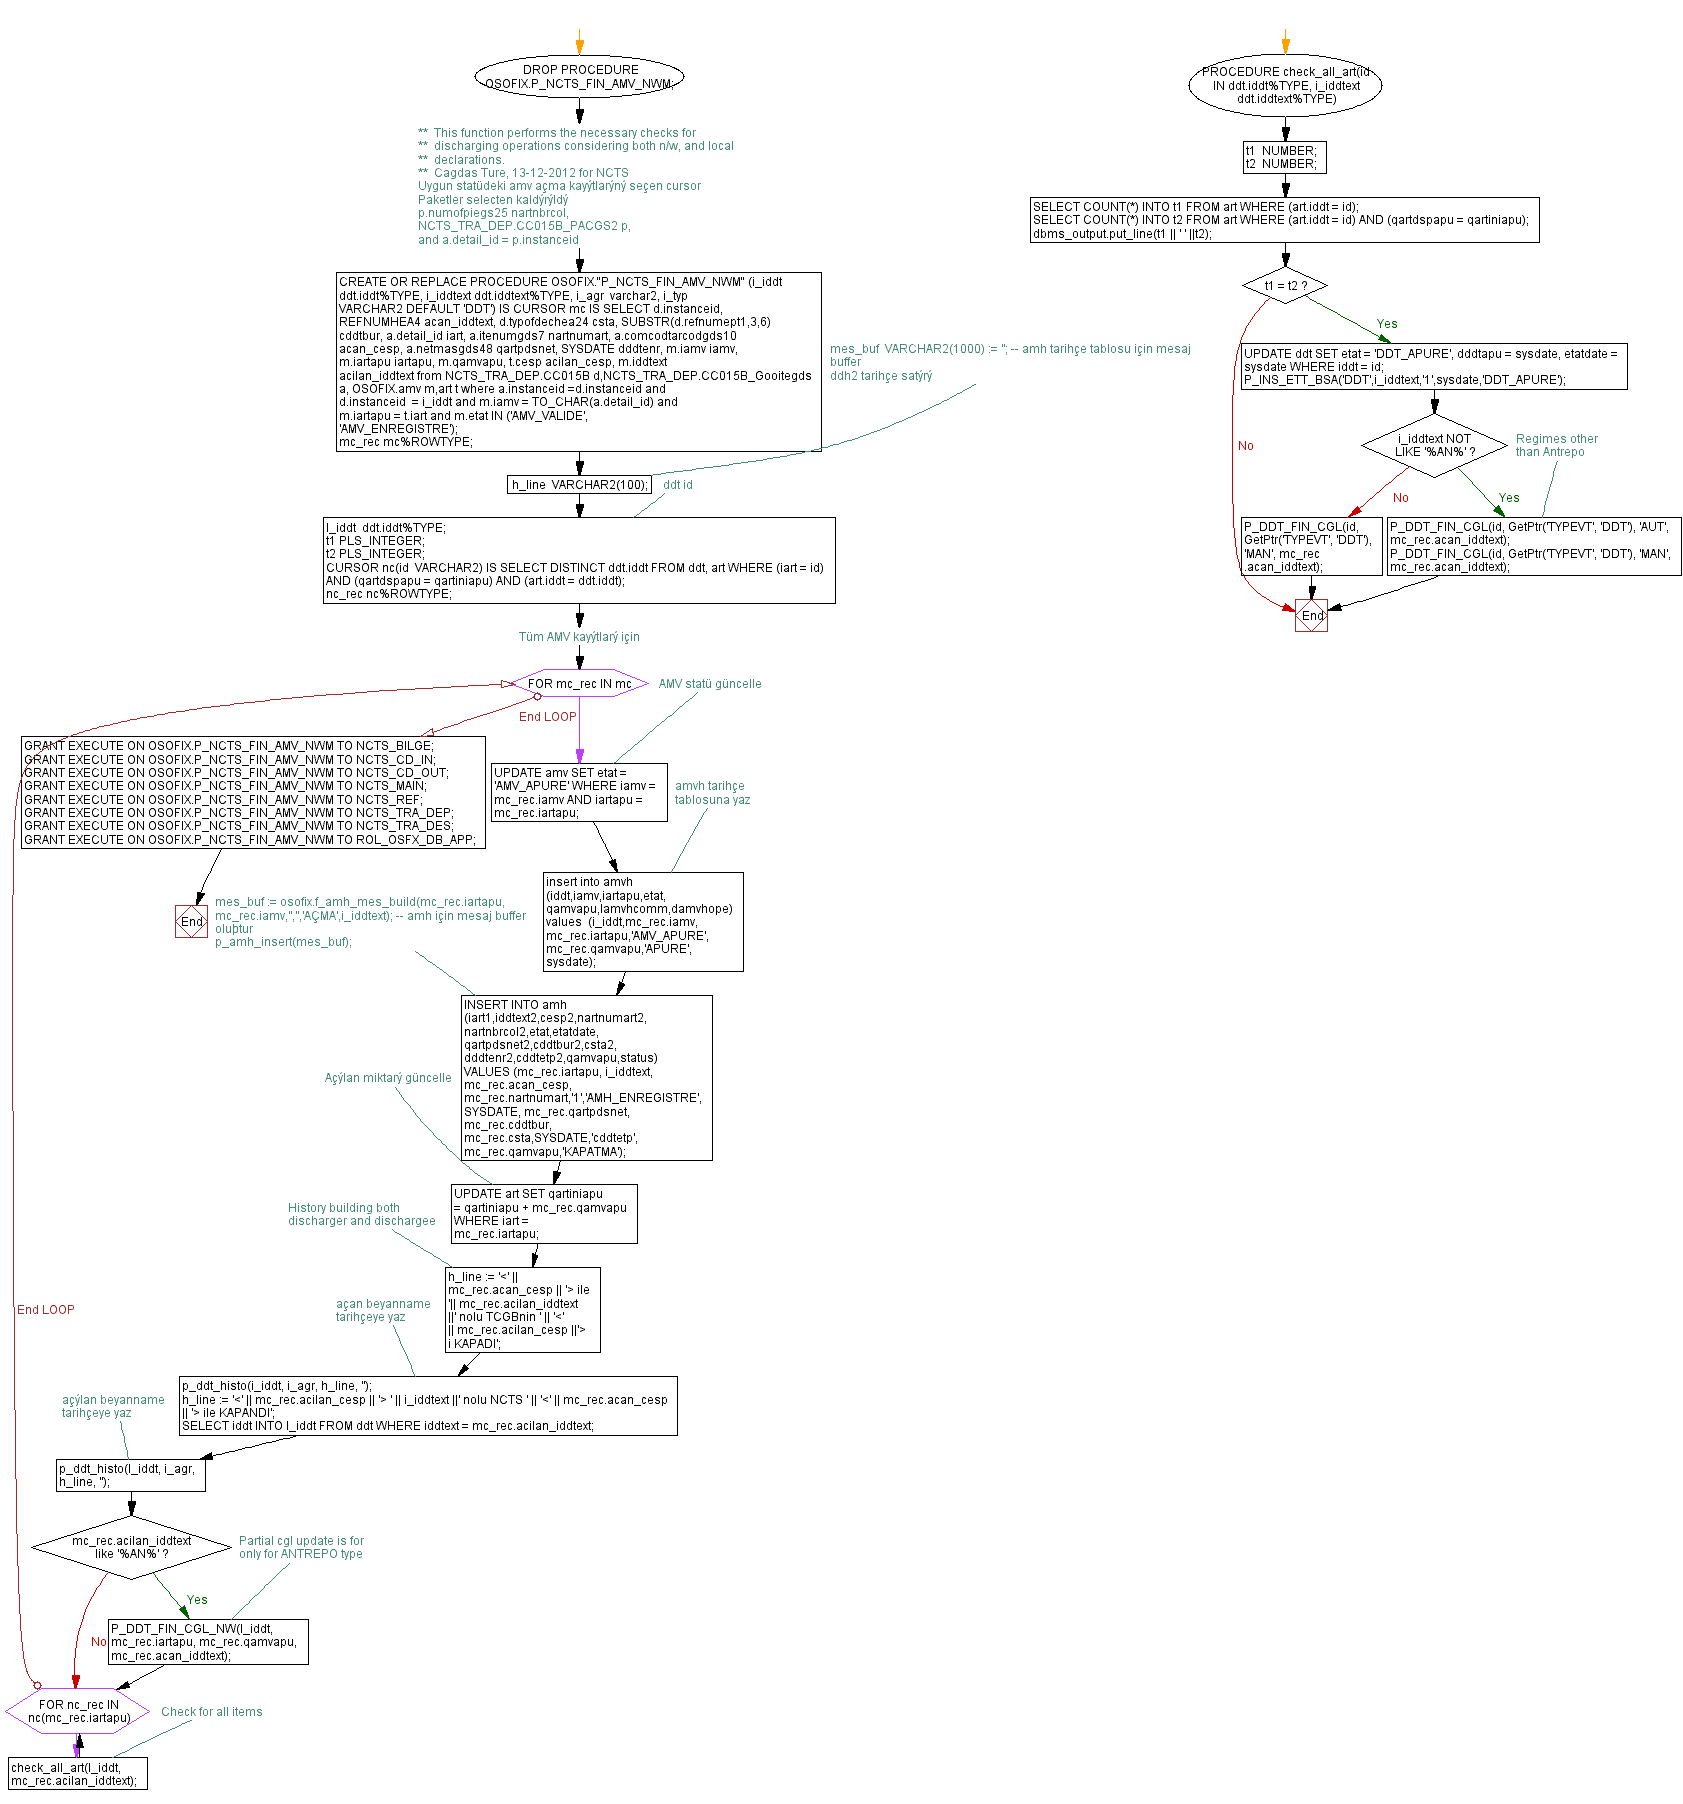 DROP PROCEDURE
OSOFIX.P_NCTS_FIN_AMV_NWM;
** This function performs the necessary checks for
** discharging operations considering both n/w, and local
** declarations.
** Cagdas Ture, 13-12-2012 for NCTS
Uygun statüdeki amv açma kayýtlarýný seçen cursor
Paketler selecten kaldýrýldý
p.numofpiegs25 nartnbrcol,
NCTS_TRA_DEP.CC015B_PACGS2 p,
and a.detail_id = p.instanceid
CREATE OR REPLACE PROCEDURE OSOFIX."P_NCTS_FIN_AMV_NWM" (i_iddt
ddt.iddt%TYPE, i_iddtext ddt.iddtext%TYPE, i_agr varchar2, i_typ
VARCHAR2 DEFAULT 'DDT') IS CURSOR mc IS SELECT d.instanceid,
REFNUMHEA4 acan_iddtext, d.typofdechea24 csta, SUBSTR(d.refnumept1,3,6)
cddtbur, a.detail_id iart, a.itenumgds7 nartnumart, a.comcodtarcodgds10
acan_cesp, a.netmasgds48 qartpdsnet, SYSDATE dddtenr, m.iamv iamv,
m.iartapu iartapu, m.qamvapu, t.cesp acilan_cesp, m.iddtext
acilan_iddtext from NCTS_TRA_DEP.CC015B d,NCTS_TRA_DEP.CC015B_Gooitegds
a, OSOFIX.amv m,art t where a.instanceid =d.instanceid and
d.instanceid = i_iddt and m.iamv = TO_CHAR(a.detail_id) and
m.iartapu = t.iart and m.etat IN ('AMV_VALIDE',
'AMV_ENREGISTRE');
mc_rec mc%ROWTYPE;
mes_buf VARCHAR2(1000) := ''; -- amh tarihçe tablosu için mesaj
buffer
ddh2 tarihçe satýrý
h_line VARCHAR2(100);
ddt id
l_iddt ddt.iddt%TYPE;
t1 PLS_INTEGER;
t2 PLS_INTEGER;
CURSOR nc(id VARCHAR2) IS SELECT DISTINCT ddt.iddt FROM ddt, art WHERE (iart = id)
AND (qartdspapu = qartiniapu) AND (art.iddt = ddt.iddt);
nc_rec nc%ROWTYPE;
Tüm AMV kayýtlarý için
FOR mc_rec IN mc
AMV statü güncelle
End LOOP
GRANT EXECUTE ON OSOFIX.P_NCTS_FIN_AMV_NWM TO NCTS_BILGE;
GRANT EXECUTE ON OSOFIX.P_NCTS_FIN_AMV_NWM TO NCTS_CD_IN;
GRANT EXECUTE ON OSOFIX.P_NCTS_FIN_AMV_NWM TO NCTS_CD_OUT;
GRANT EXECUTE ON OSOFIX.P_NCTS_FIN_AMV_NWM TO NCTS_MAIN;
GRANT EXECUTE ON OSOFIX.P_NCTS_FIN_AMV_NWM TO NCTS_REF;
GRANT EXECUTE ON OSOFIX.P_NCTS_FIN_AMV_NWM TO NCTS_TRA_DEP;
GRANT EXECUTE ON OSOFIX.P_NCTS_FIN_AMV_NWM TO NCTS_TRA_DES;
GRANT EXECUTE ON OSOFIX.P_NCTS_FIN_AMV_NWM TO ROL_OSFX_DB_APP;
End
UPDATE amv SET etat =
'AMV_APURE' WHERE iamv =
mc_rec.iamv AND iartapu =
mc_rec.iartapu;
amvh tarihçe
tablosuna yaz
insert into amvh
(iddt,iamv,iartapu,etat,
qamvapu,lamvhcomm,damvhope)
values (i_iddt,mc_rec.iamv,
mc_rec.iartapu,'AMV_APURE',
mc_rec.qamvapu,'APURE',
sysdate);
mes_buf := osofix.f_amh_mes_build(mc_rec.iartapu,
mc_rec.iamv,'','','AÇMA',i_iddtext); -- amh için mesaj buffer
oluþtur
p_amh_insert(mes_buf);
INSERT INTO amh
(iart1,iddtext2,cesp2,nartnumart2,
nartnbrcol2,etat,etatdate,
qartpdsnet2,cddtbur2,csta2,
dddtenr2,cddtetp2,qamvapu,status)
VALUES (mc_rec.iartapu, i_iddtext,
mc_rec.acan_cesp,
mc_rec.nartnumart,'1','AMH_ENREGISTRE',
SYSDATE, mc_rec.qartpdsnet,
mc_rec.cddtbur,
mc_rec.csta,SYSDATE,'cddtetp',
mc_rec.qamvapu,'KAPATMA');
Açýlan miktarý güncelle
UPDATE art SET qartiniapu
= qartiniapu + mc_rec.qamvapu
WHERE iart =
mc_rec.iartapu;
History building both
discharger and dischargee
h_line := '<' ||
mc_rec.acan_cesp || '> ile
'|| mc_rec.acilan_iddtext
||' nolu TCGBnin ' || '<'
|| mc_rec.acilan_cesp ||'>
i KAPADI';
açan beyanname
tarihçeye yaz
p_ddt_histo(i_iddt, i_agr, h_line, '');
h_line := '<' || mc_rec.acilan_cesp || '> ' || i_iddtext ||' nolu NCTS ' || '<' || mc_rec.acan_cesp
|| '> ile KAPANDI';
SELECT iddt INTO l_iddt FROM ddt WHERE iddtext = mc_rec.acilan_iddtext;
açýlan beyanname
tarihçeye yaz
p_ddt_histo(l_iddt, i_agr,
h_line, '');
mc_rec.acilan_iddtext
like '%AN%' ?
Partial cgl update is for
only for ANTREPO type
Yes
P_DDT_FIN_CGL_NW(l_iddt,
mc_rec.iartapu, mc_rec.qamvapu,
mc_rec.acan_iddtext);
No
End LOOP
FOR nc_rec IN
nc(mc_rec.iartapu)
Check for all items
check_all_art(l_iddt,
mc_rec.acilan_iddtext);
PROCEDURE check_all_art(id
IN ddt.iddt%TYPE, i_iddtext
ddt.iddtext%TYPE)
t1 NUMBER;
t2 NUMBER;
SELECT COUNT(*) INTO t1 FROM art WHERE (art.iddt = id);
SELECT COUNT(*) INTO t2 FROM art WHERE (art.iddt = id) AND (qartdspapu = qartiniapu);
dbms_output.put_line(t1 || ' ' ||t2);
t1 = t2 ?
Yes
UPDATE ddt SET etat = 'DDT_APURE', dddtapu = sysdate, etatdate =
sysdate WHERE iddt = id;
P_INS_ETT_BSA('DDT',i_iddtext,'1',sysdate,'DDT_APURE');
No
i_iddtext NOT
LIKE '%AN%' ?
Regimes other
than Antrepo
No
Yes
P_DDT_FIN_CGL(id,
GetPtr('TYPEVT', 'DDT'),
'MAN', mc_rec
.acan_iddtext);
P_DDT_FIN_CGL(id, GetPtr('TYPEVT', 'DDT'), 'AUT',
mc_rec.acan_iddtext);
P_DDT_FIN_CGL(id, GetPtr('TYPEVT', 'DDT'), 'MAN',
mc_rec.acan_iddtext);
End